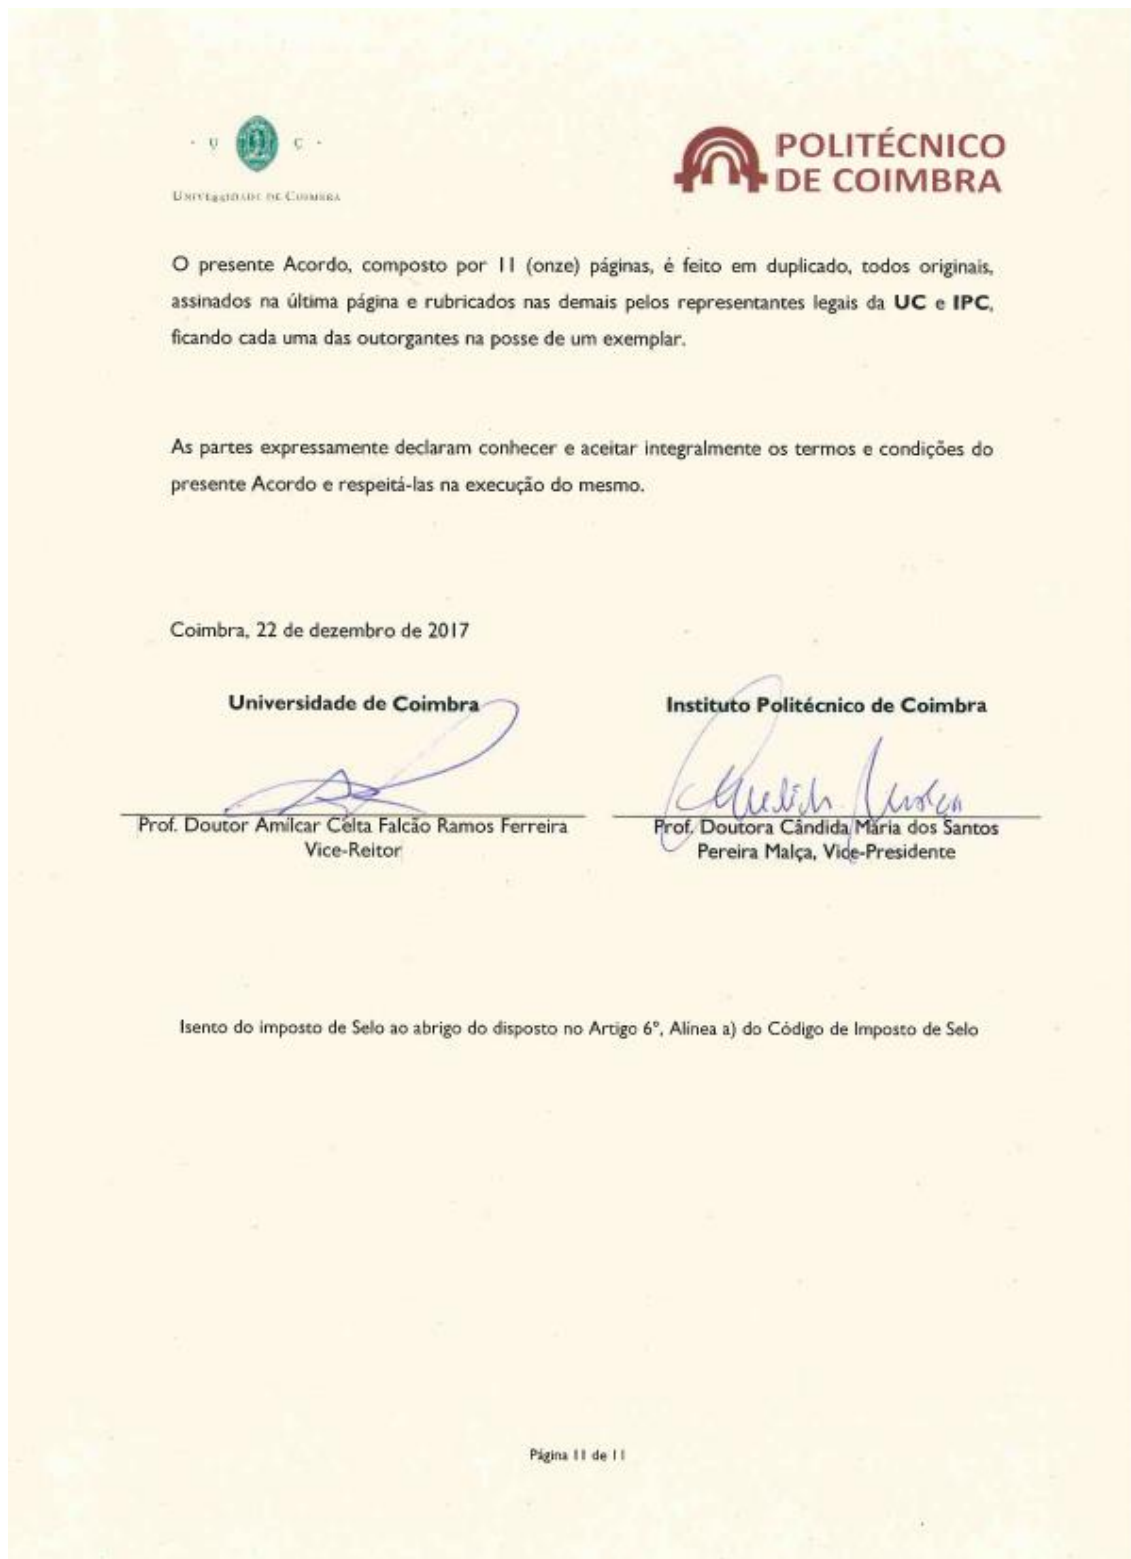 · U C ·
UNIVERSIDADE DE COIMBRA
POLITÉCNICO
DE COIMBRA
O presente Acordo, composto por 11 (onze) páginas, é feito em duplicado, todos originais,
assinados na última página e rubricados nas demais pelos representantes legais da UC e IPC,
ficando cada uma das outorgantes na posse de um exemplar.
As partes expressamente declaram conhecer e aceitar integralmente os termos e condições do
presente Acordo e respeitá-las na execução do mesmo.
Coimbra, 22 de dezembro de 2017
Universidade de Coimbra
Prof. Doutor Amílcar Celta Falcão Ramos Ferreira
Vice-Reitor
Instituto Politécnico de Coimbra
Prof. Doutora Cândida Maria dos Santos
Pereira Malça, Vice-Presidente
Isento do imposto de Selo ao abrigo do disposto no Artigo 6º, Alínea a) do Código de Imposto de Selo
Página 11 de 11